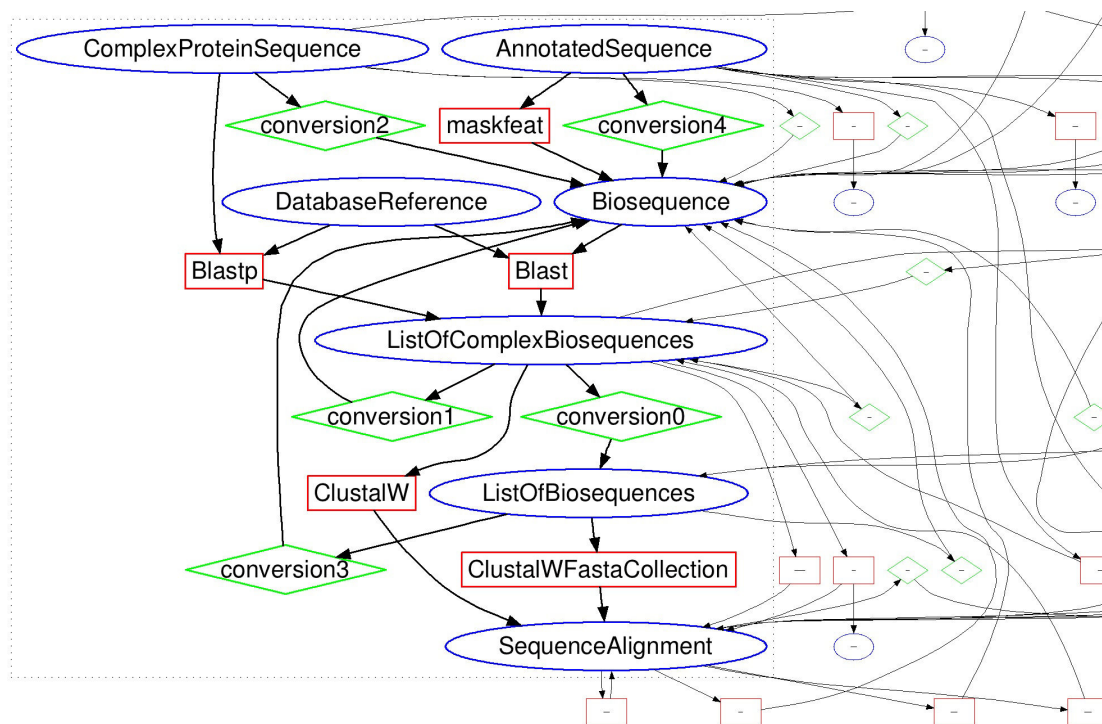 ComplexProteinSequence
AnnotatedSequence
conversion2
maskfeat
conversion4
DatabaseReference
Biosequence
Blastp
Blast
ListOfComplexBiosequences
conversion1
conversion0
ClustalW
ListOfBiosequences
conversion3
ClustalWFastaCollection
SequenceAlignment